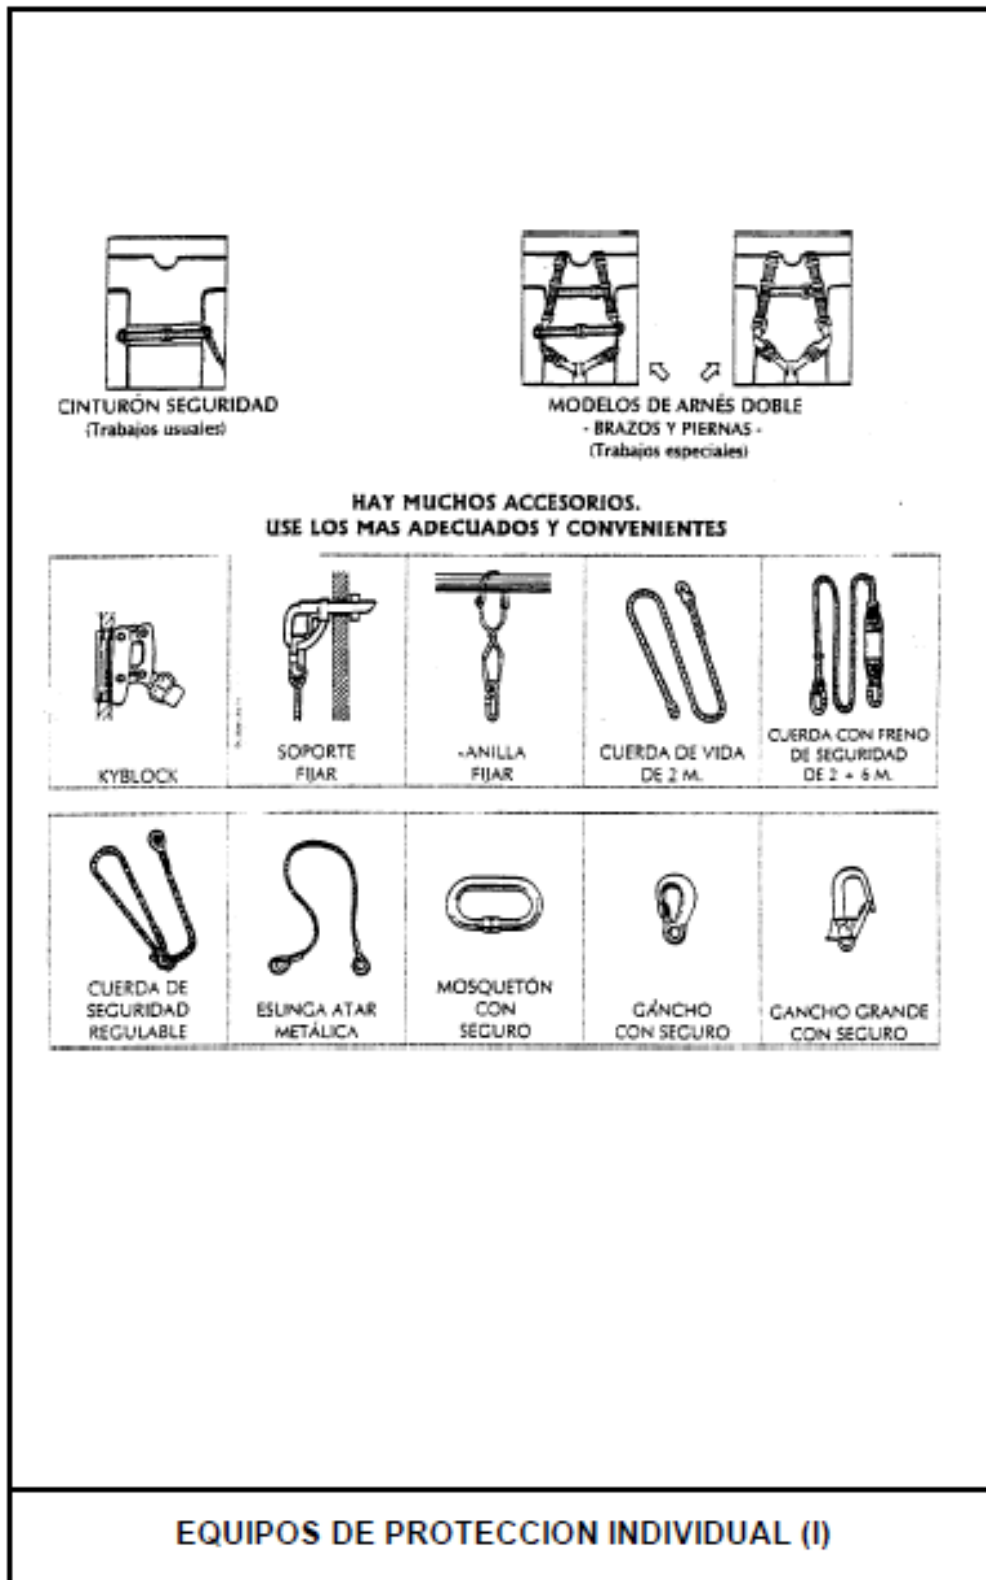 CINTURÓN SEGURIDAD
(Trabajos usuales)
MODELOS DE ARNÉS DOBLE
- BRAZOS Y PIERNAS -
(Trabajos especiales)
HAY MUCHOS ACCESORIOS.
USE LOS MAS ADECUADOS Y CONVENIENTES
KYBLOCK
SOPORTE
FIJAR
ANILLA
FIJAR
CUERDA DE VIDA
DE 2 M.
CUERDA CON FRENO
DE SEGURIDAD
DE 2 + 6 M.
CUERDA DE
SEGURIDAD
REGULABLE
ESLINGA ATAR
METÁLICA
MOSQUETÓN
CON
SEGURO
GÁNCHO
CON SEGURO
GANCHO GRANDE
CON SEGURO
EQUIPOS DE PROTECCION INDIVIDUAL (I)